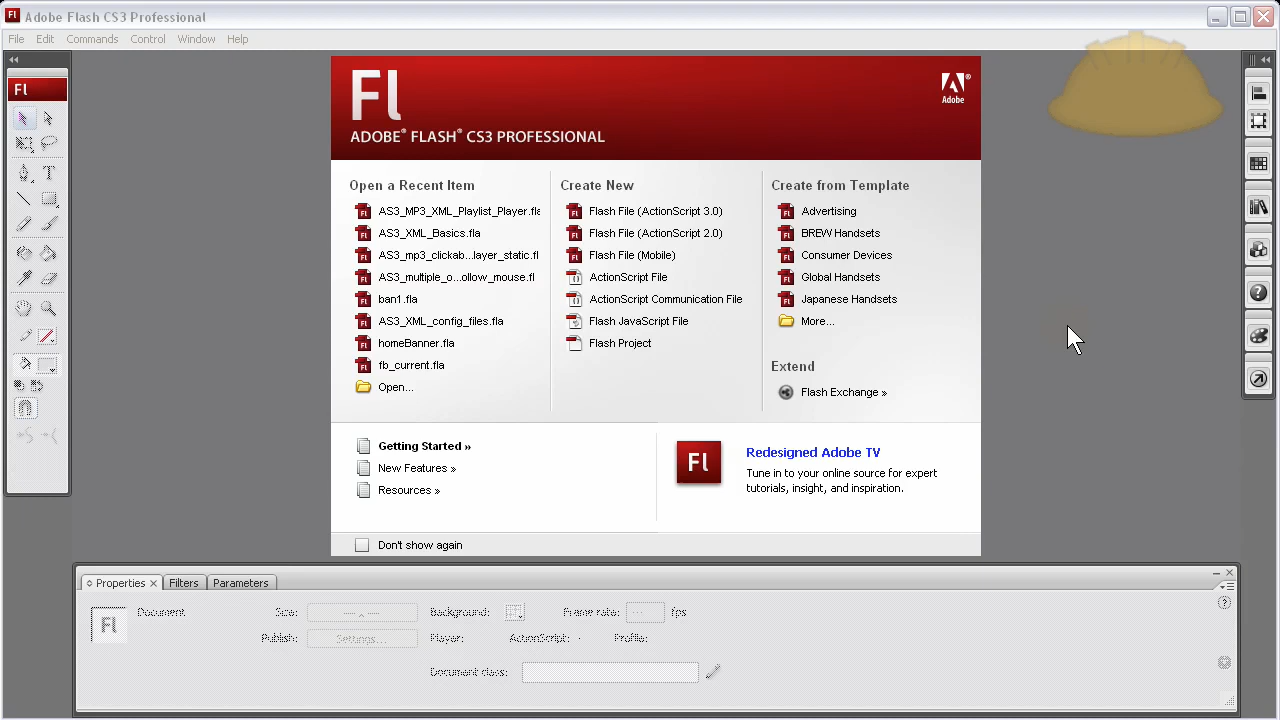 Fl Adobe Flash CS3 Professional
File Edit Commands Control Window Help
Fl
Fl
Adobe
ADOBE® FLASH® CS3 PROFESSIONAL
Open a Recent Item
AS3_MP3_XML_Playlist_Player.fla
AS3_XML_Basics.fla
AS3_mp3_clickab...layer_static.fl
AS3_multiple_o...ollow_mouse.fl
ban1.fla
AS3_XML_config_files.fla
homeBanner.fla
fb_current.fla
Open...
Create New
Flash File (ActionScript 3.0)
Flash File (ActionScript 2.0)
Flash File (Mobile)
ActionScript File
ActionScript Communication File
Flash JavaScript File
Flash Project
Create from Template
Advertising
BREW Handsets
Consumer Devices
Global Handsets
Japanese Handsets
More...
Extend
Flash Exchange »
Getting Started »
New Features »
Resources »
Fl
Redesigned Adobe TV
Tune in to your online source for expert
tutorials, insight, and inspiration.
Don't show again
Properties Filters Parameters
Fl
Document
Size:
Background:
Frame rate: ... fps
Publish: Settings...
Player:
ActionScript:
Profile:
Document class: